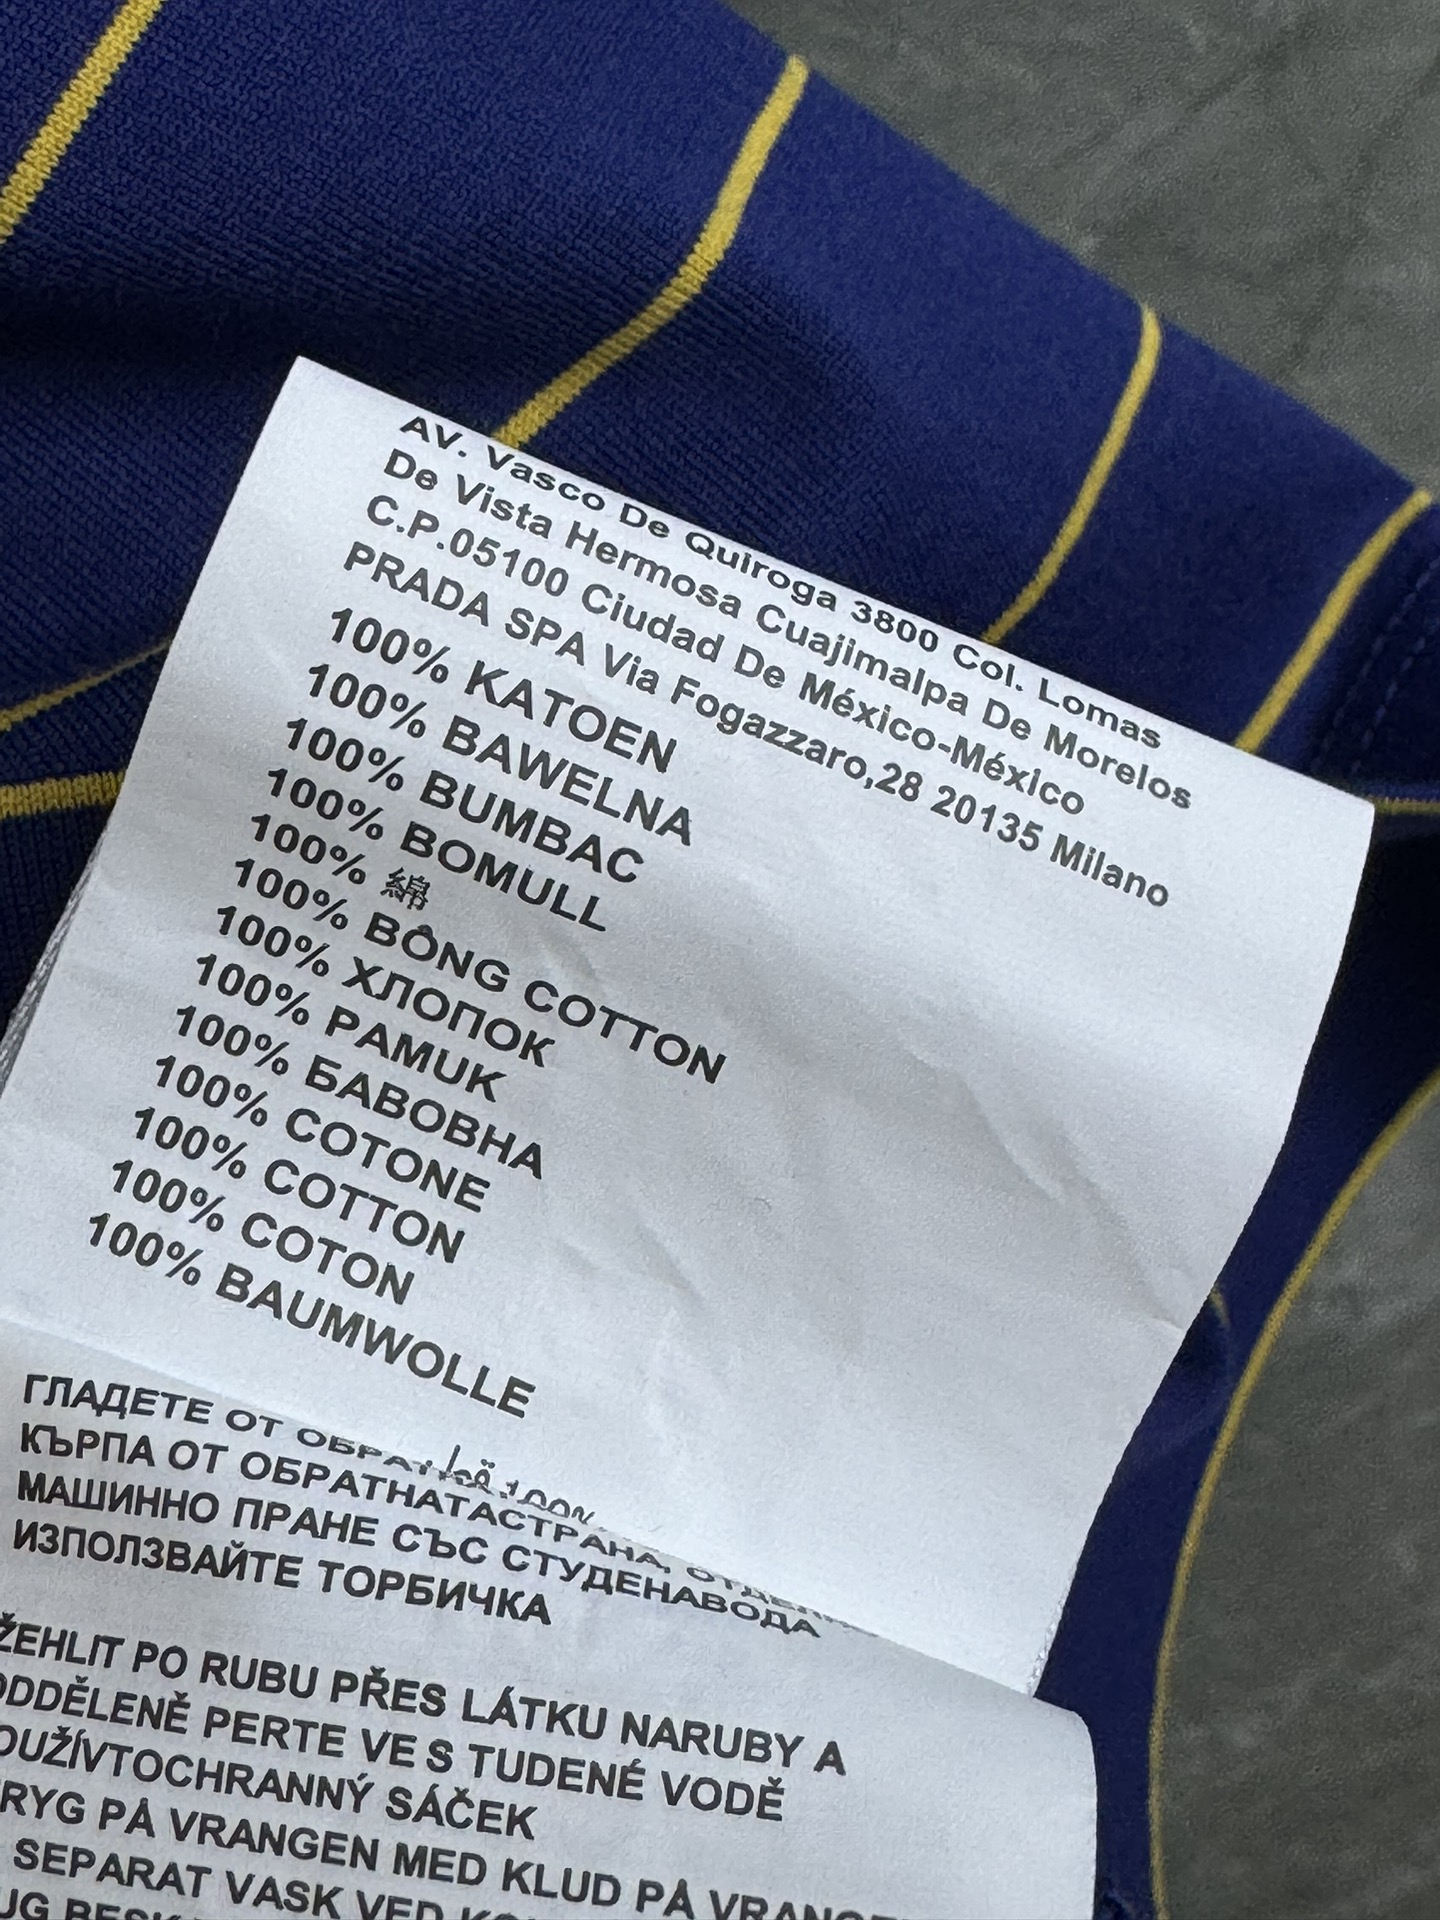 AV. Vasco De Quiroga 3800 Col. Lomas
De Vista Hermosa Cuajimalpa De Morelos
C.P.05100 Ciudad De México-México
PRADA SPA Via Fogazzaro,28 20135 Milano
100% KATOEN
100% BAWELNA
100% BUMBAC
100% BOMULL
100% 綿
100% BÔNG COTTON
100% ХЛОПОК
100% PAMUK
100% БАВОВНА
100% COTONE
100% COTTON
100% COTON
100% BAUMWOLLE
ГЛАДЕТЕ ОТ
КЪРПА ОТ ОБРАТНАТАСТРАНА,
МАШИННО ПРАНЕ СЪС СТУДЕНАВОДА
ИЗПОЛЗВАЙТЕ ТОРБИЧКА
ŽEHLIT PO RUBU PŘES LÁTKU NARUBY A
ODDĚLENĚ PERTE VE S TUDENÉ VODĚ
OUŽÍVTOCHRANNÝ SÁČEK
RYG PÅ VRANGEN MED KLUD PÅ
SEPARAT VASK VED